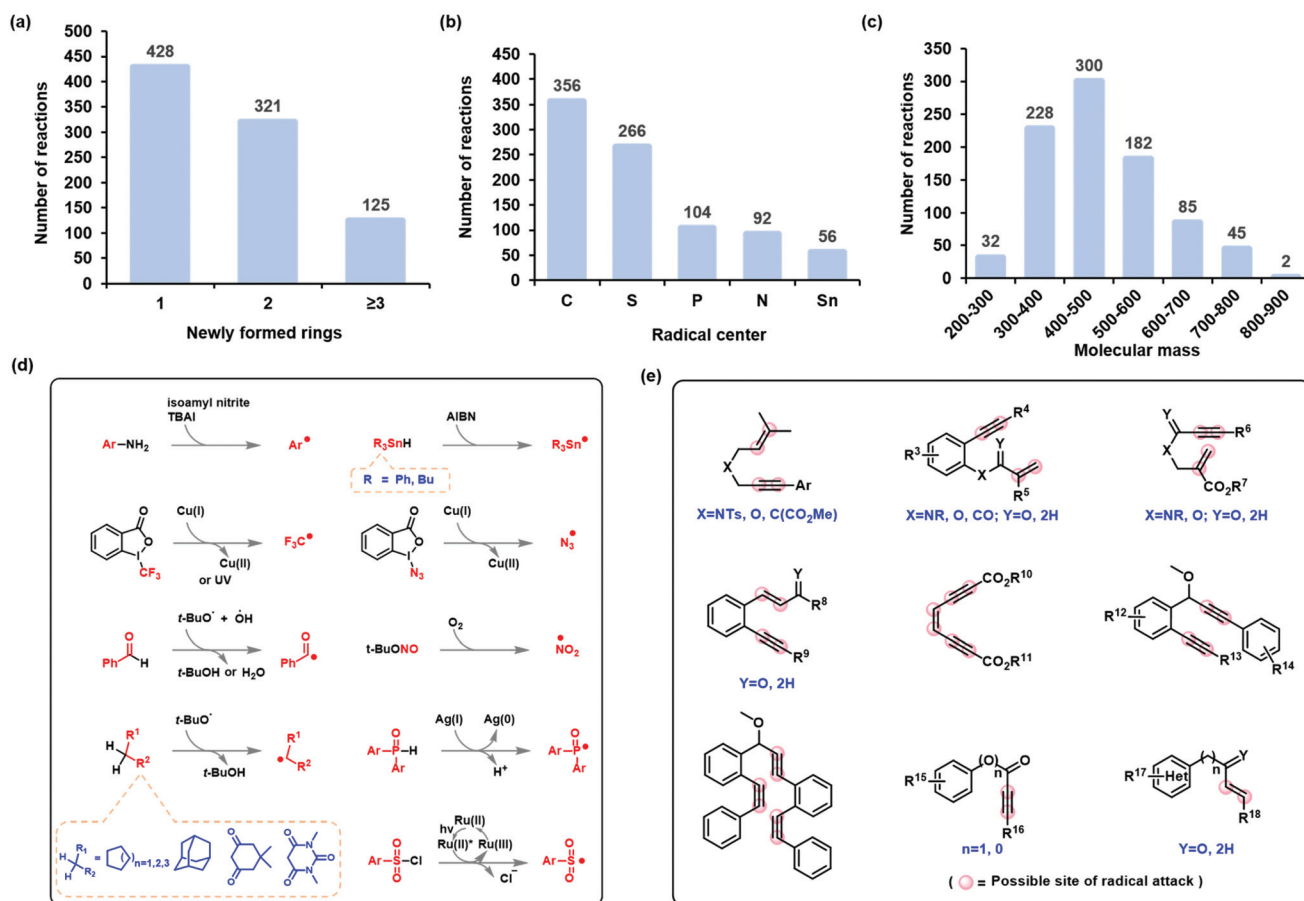 (a)
Number of reactions
500
450
400
350
300
250
200
150
100
50
0
428
321
125
1 2 ≥3
Newly formed rings
(b)
Number of reactions
500
450
400
350
300
250
200
150
100
50
0
356
266
104
92
56
C S P N Sn
Radical center
(c)
Number of reactions
350
300
250
200
150
100
50
0
32
228
300
182
85
45
2
200-300
300-400
400-500
500-600
600-700
700-800
800-900
Molecular mass
(d)
isoamyl nitrite
TBAI
Ar—NH₂
Ar•
AIBN
R₃SnH
R₃Sn•
R = Ph, Bu
O
O
I
CF₃
Cu(I)
Cu(II)
or UV
F₃C•
O
O
I
N₃
Cu(I)
Cu(II)
N₃•
O
Ph H
t-BuO· + ·OH
t-BuOH or H₂O
O
Ph •
t-BuONO
O₂
•NO₂
H
H
R¹
R²
t-BuO·
t-BuOH
R¹
• R²
O
Ar–P–H
Ar
Ag(I) Ag(0)
H⁺
O
Ar–P•
Ar
H R₁
H R₂
=
)n=1,2,3
O
O
O
N
O
N
O
O
Ar–S–Cl
O
Ru(II)
hν
Ru(II)* Ru(III)
Cl⁻
O
Ar–S•
O
(e)
X
Ar
X=NTs, O, C(CO₂Me)
R⁴
Y
R³
X
R⁵
X=NR, O, CO; Y=O, 2H
Y
R⁶
X
CO₂R⁷
X=NR, O; Y=O, 2H
Y
R⁸
R⁹
Y=O, 2H
CO₂R¹⁰
CO₂R¹¹
O
R¹²
R¹³
R¹⁴
O
R¹⁵
(O)n
O
R¹⁶
n=1, 0
R¹⁷
Het
( )n
Y
R¹⁸
Y=O, 2H
( = Possible site of radical attack )